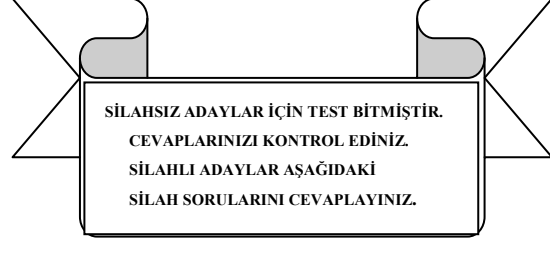 SİLAHSIZ ADAYLAR İÇİN TEST BİTMİŞTİR.
CEVAPLARINIZI KONTROL EDİNİZ.
SİLAHLI ADAYLAR AŞAĞIDAKİ
SİLAH SORULARINI CEVAPLAYINIZ.